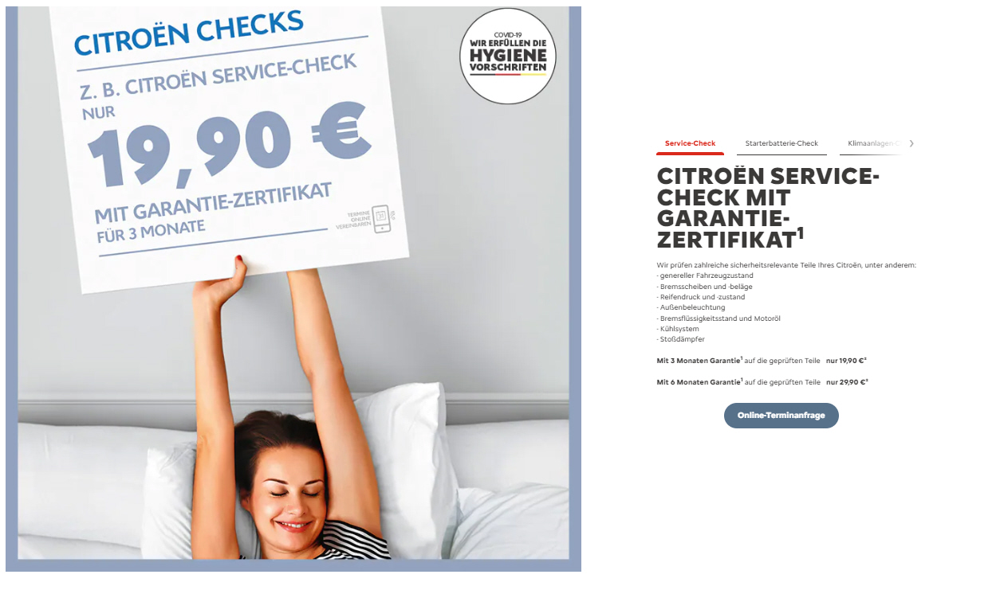 CITROËN CHECKS
Z. B. CITROËN SERVICE-CHECK
NUR
19,90 €
MIT GARANTIE-ZERTIFIKAT
FÜR 3 MONATE
TERMINE
ONLINE
VEREINBAREN
31
COVID-19
WIR ERFÜLLEN DIE
HYGIENE
VORSCHRIFTEN
Service-Check
Starterbatterie-Check
Klimaanlagen-C
CITROËN SERVICE-
CHECK MIT
GARANTIE-
ZERTIFIKAT¹
Wir prüfen zahlreiche sicherheitsrelevante Teile Ihres Citroën, unter anderem:
- genereller Fahrzeugzustand
- Bremsscheiben und -beläge
- Reifendruck und -zustand
- Außenbeleuchtung
- Bremsflüssigkeitsstand und Motoröl
- Kühlsystem
- Stoßdämpfer
Mit 3 Monaten Garantie¹ auf die geprüften Teile nur 19,90 €²
Mit 6 Monaten Garantie¹ auf die geprüften Teile nur 29,90 €²
Online-Terminanfrage